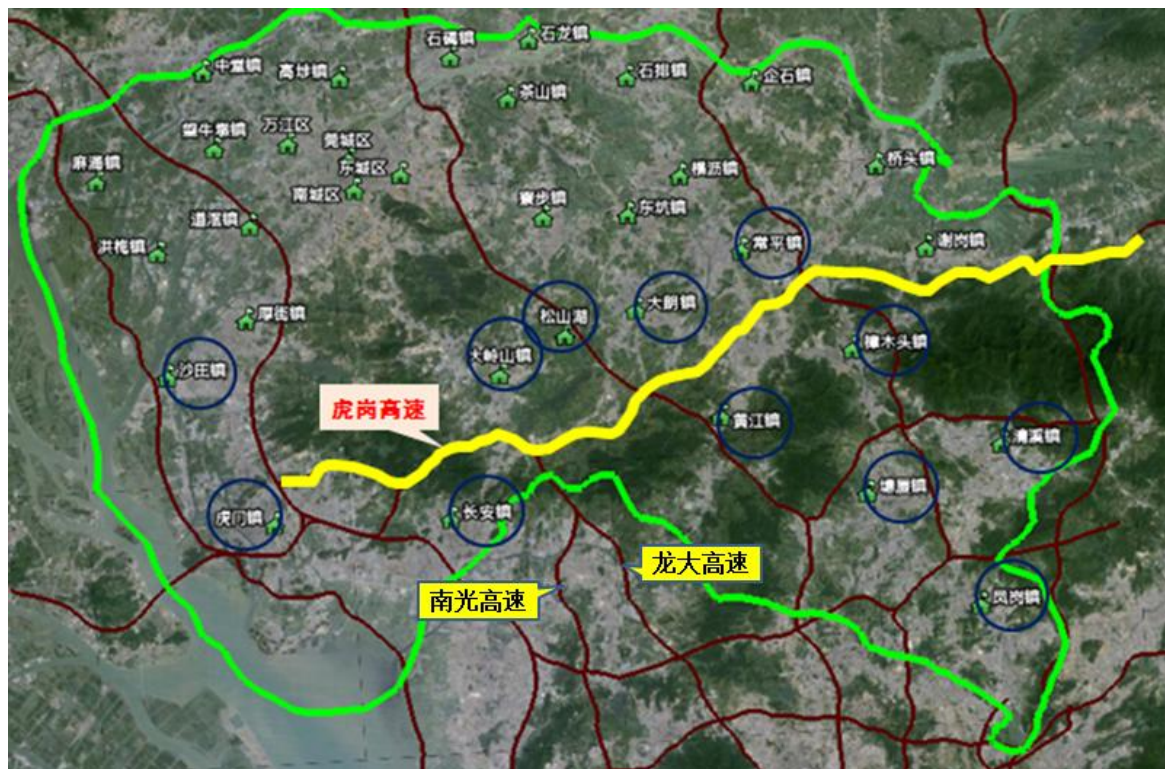 石碣镇
石龙镇
中堂镇
高埗镇
石排镇
企石镇
茶山镇
望牛墩镇
万江区
莞城区
东城区
麻涌镇
南城区
横沥镇
桥头镇
道滘镇
寮步镇
东坑镇
洪梅镇
常平镇
谢岗镇
厚街镇
松山湖
大朗镇
大岭山镇
樟木头镇
沙田镇
虎岗高速
黄江镇
清溪镇
塘厦镇
虎门镇
长安镇
龙大高速
南光高速
凤岗镇